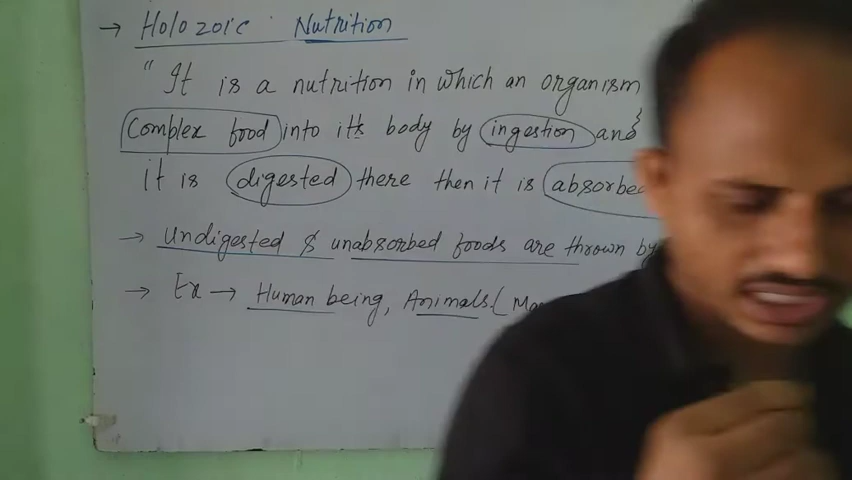 → Holozoic Nutrition
" It is a nutrition in which an organism
Complex food into its body by ingestion and
it is digested there then it is absorbed
→ Undigested & unabsorbed foods are thrown by
→ Ex → Human being, Animals (